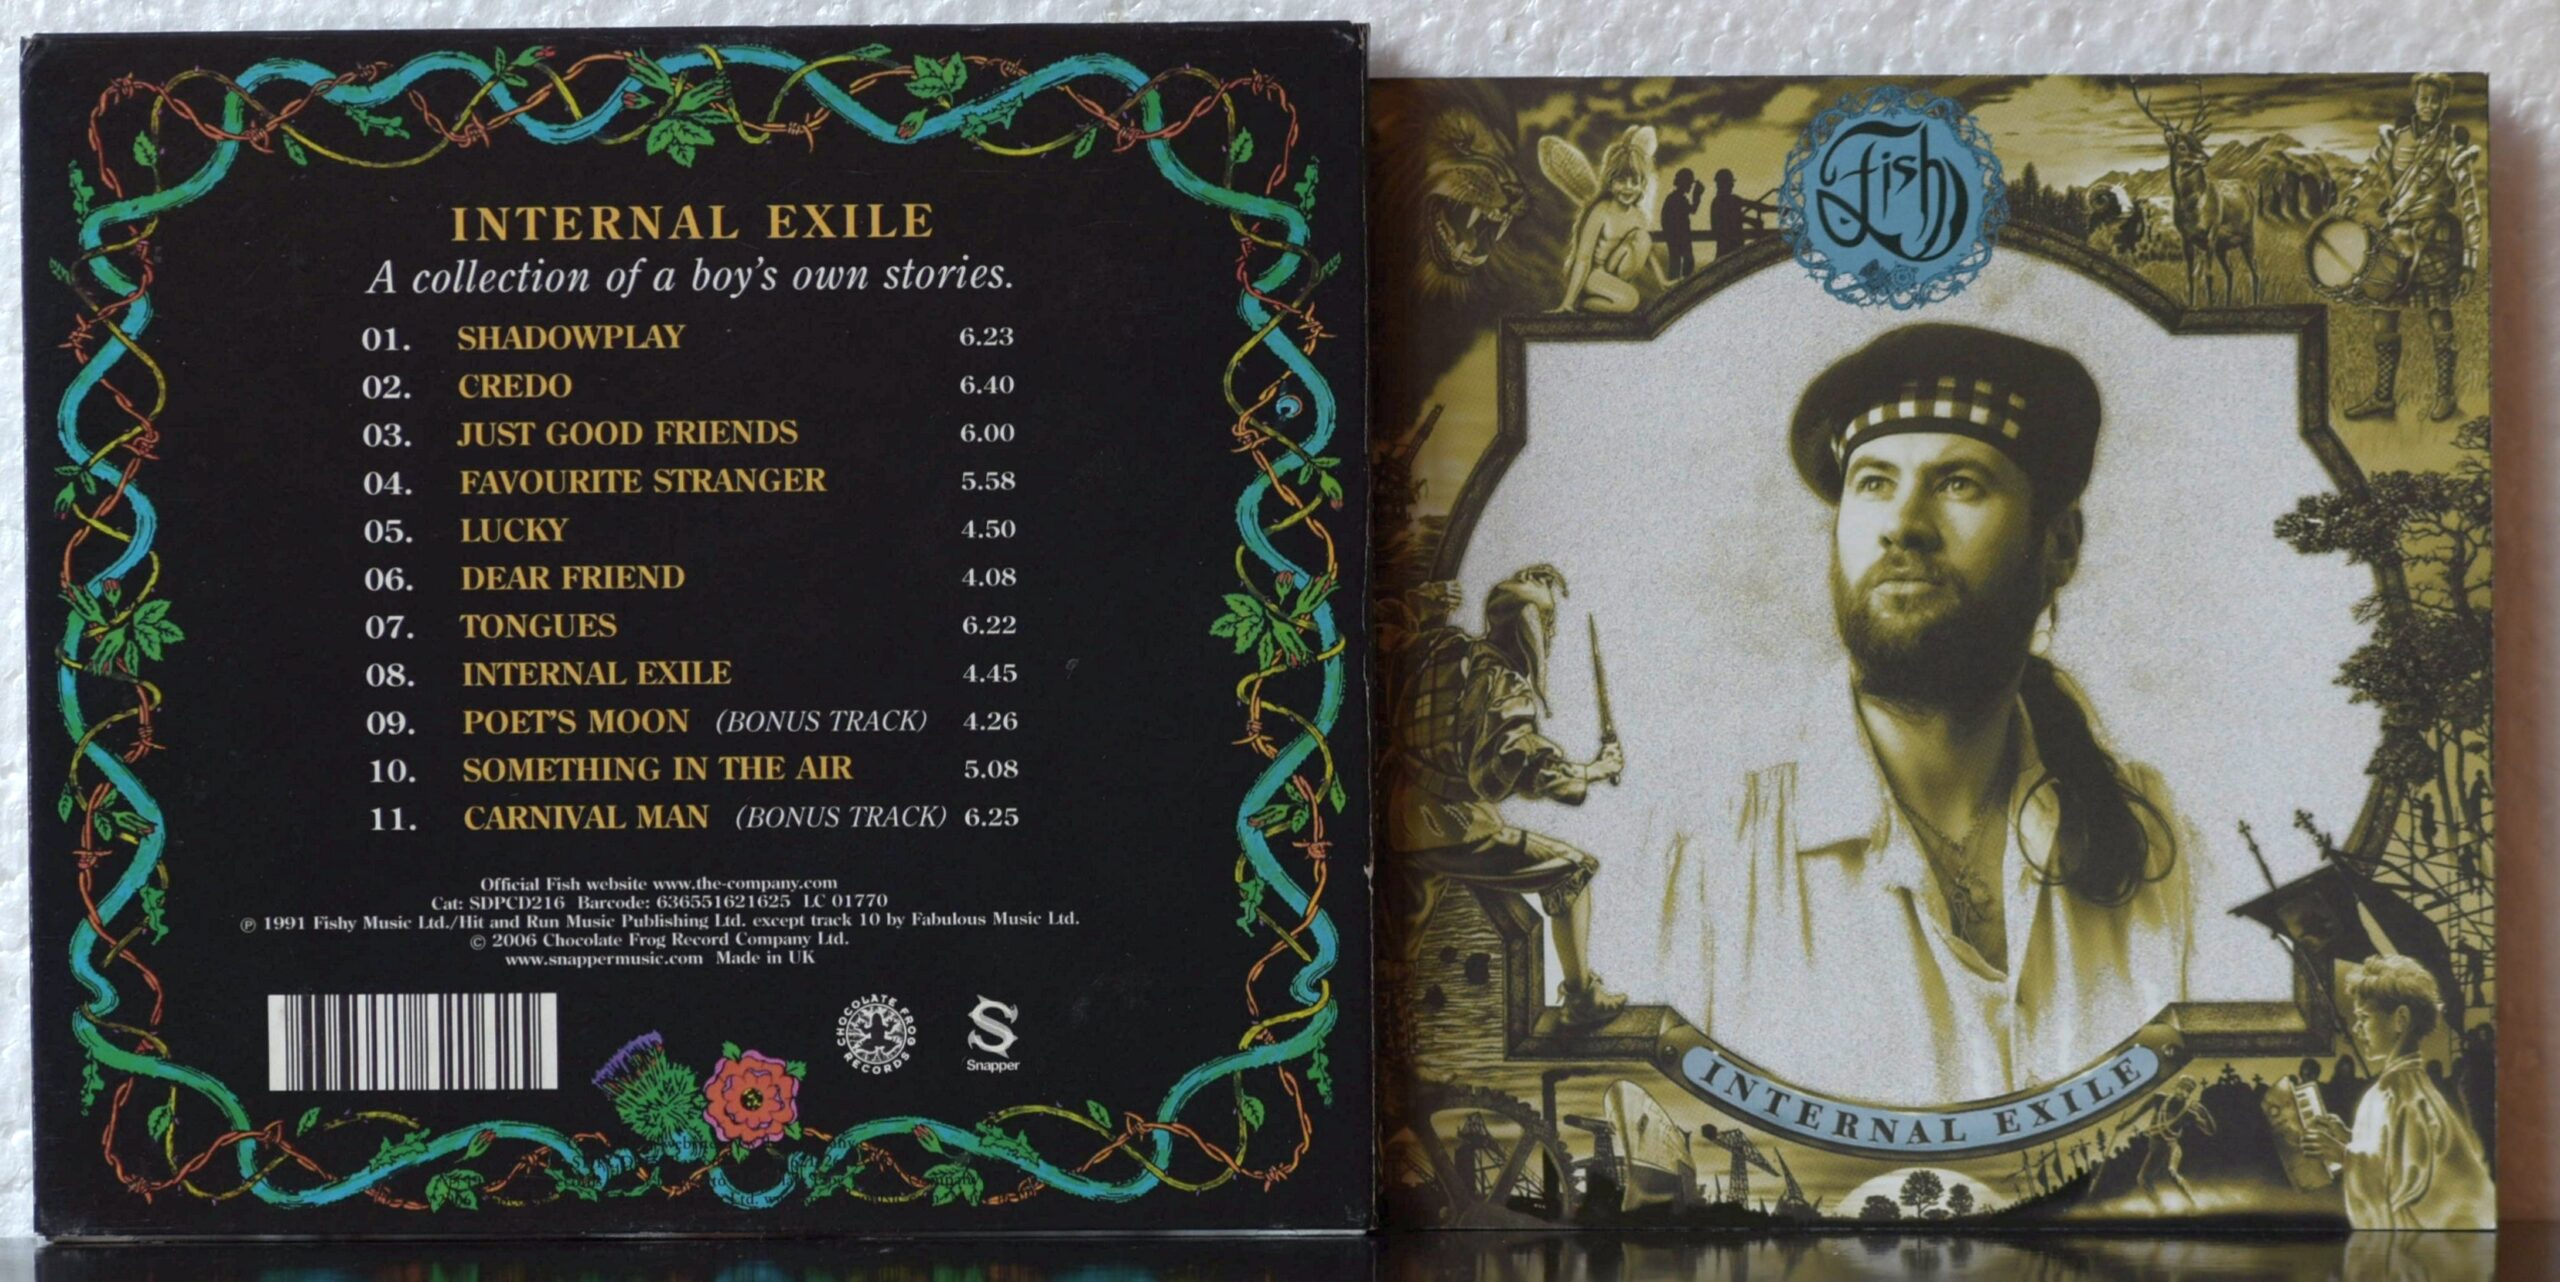 INTERNAL EXILE
A collection of a boy's own stories.
01. SHADOWPLAY 6.23
02. CREDO 6.40
03. JUST GOOD FRIENDS 6.00
04. FAVOURITE STRANGER 5.58
05. LUCKY 4.50
06. DEAR FRIEND 4.08
07. TONGUES 6.22
08. INTERNAL EXILE 4.45
09. POET'S MOON (BONUS TRACK) 4.26
10. SOMETHING IN THE AIR 5.08
11. CARNIVAL MAN (BONUS TRACK) 6.25
Official Fish website www.the-company.com
Cat: SDPCD216 Barcode: 636551621625 LC 01770
℗ 1991 Fishy Music Ltd./Hit and Run Music Publishing Ltd. except track 10 by Fabulous Music Ltd.
© 2006 Chocolate Frog Record Company Ltd.
www.snappermusic.com Made in UK
CHOCOLATE FROG RECORDS
Snapper
Fish
INTERNAL EXILE